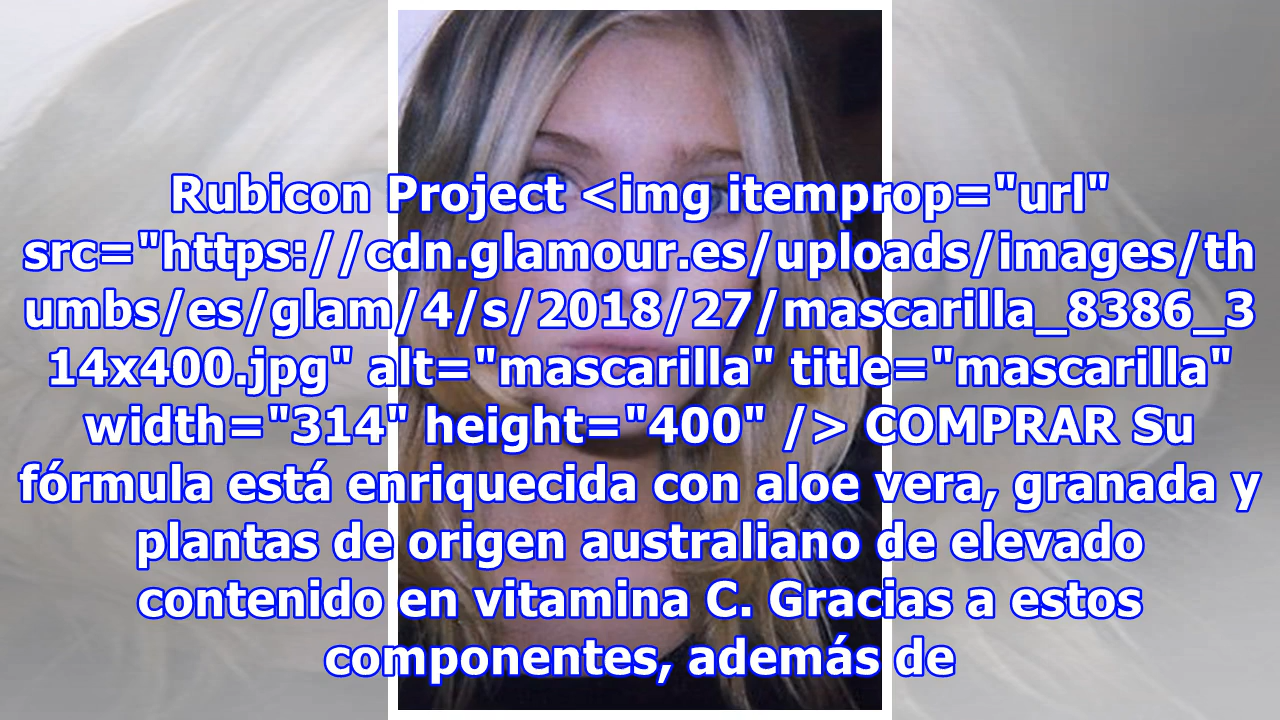 Rubicon Project <img itemprop="url"
src="https://cdn.glamour.es/uploads/images/th
umbs/es/glam/4/s/2018/27/mascarilla_8386_3
14x400.jpg" alt="mascarilla" title="mascarilla"
width="314" height="400" /> COMPRAR Su
fórmula está enriquecida con aloe vera, granada y
plantas de origen australiano de elevado
contenido en vitamina C. Gracias a estos
componentes, además de